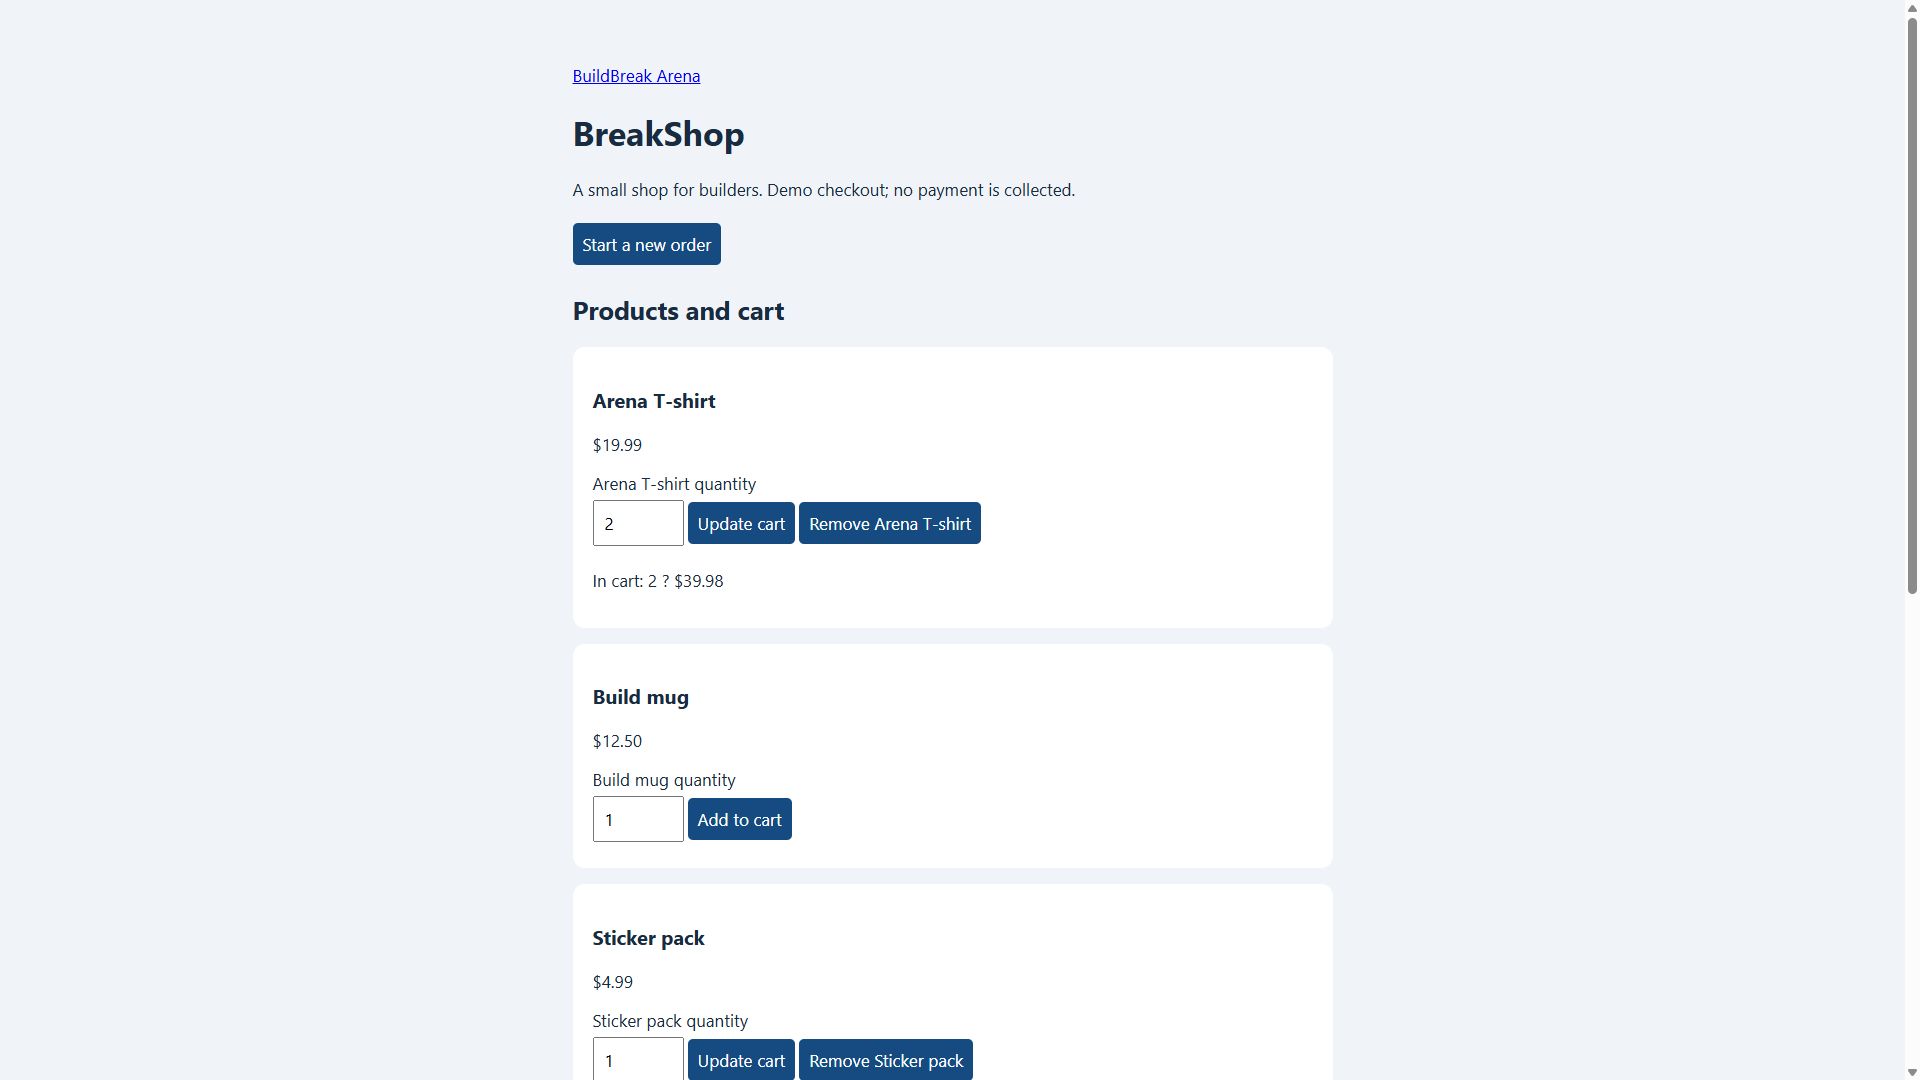 BuildBreak Arena
BreakShop
A small shop for builders. Demo checkout; no payment is collected.
Start a new order
Products and cart
Arena T-shirt
$19.99
Arena T-shirt quantity
2 Update cart Remove Arena T-shirt
In cart: 2 ? $39.98
Build mug
$12.50
Build mug quantity
1 Add to cart
Sticker pack
$4.99
Sticker pack quantity
1 Update cart Remove Sticker pack